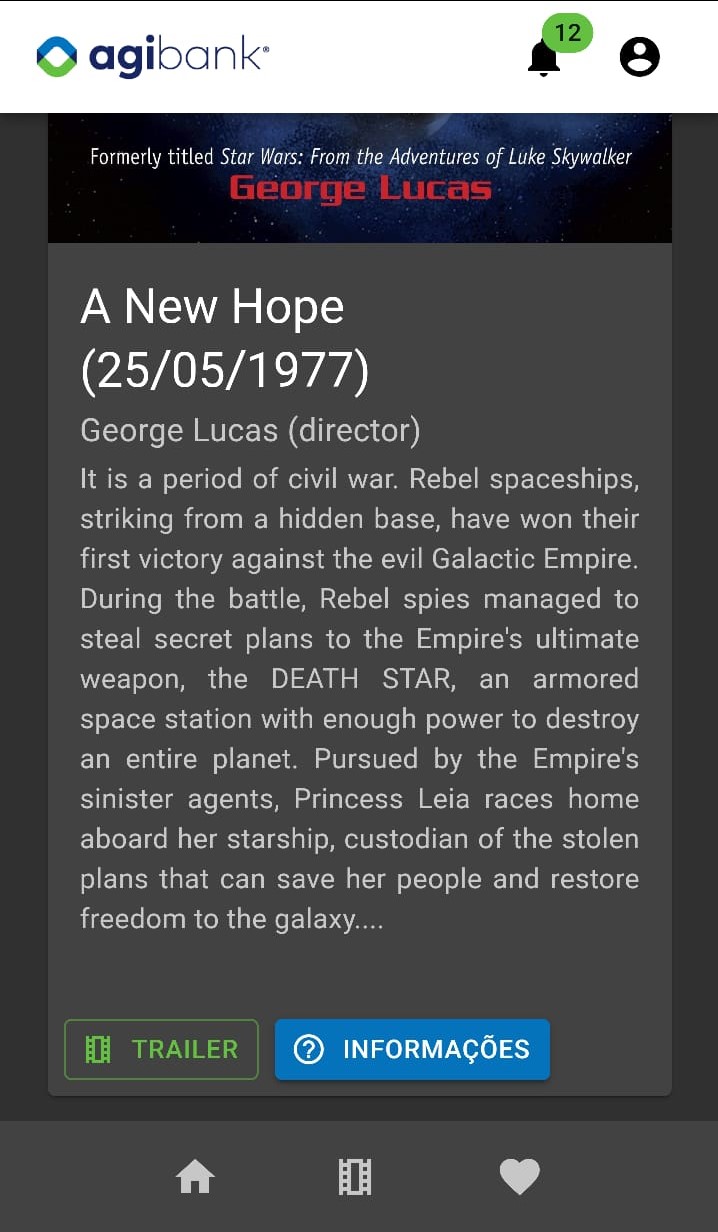 agibank
12
Formerly titled Star Wars: From the Adventures of Luke Skywalker
George Lucas
A New Hope
(25/05/1977)
George Lucas (director)
It is a period of civil war. Rebel spaceships,
striking from a hidden base, have won their
first victory against the evil Galactic Empire.
During the battle, Rebel spies managed to
steal secret plans to the Empire's ultimate
weapon, the DEATH STAR, an armored
space station with enough power to destroy
an entire planet. Pursued by the Empire's
sinister agents, Princess Leia races home
aboard her starship, custodian of the stolen
plans that can save her people and restore
freedom to the galaxy....
TRAILER
INFORMAÇÕES